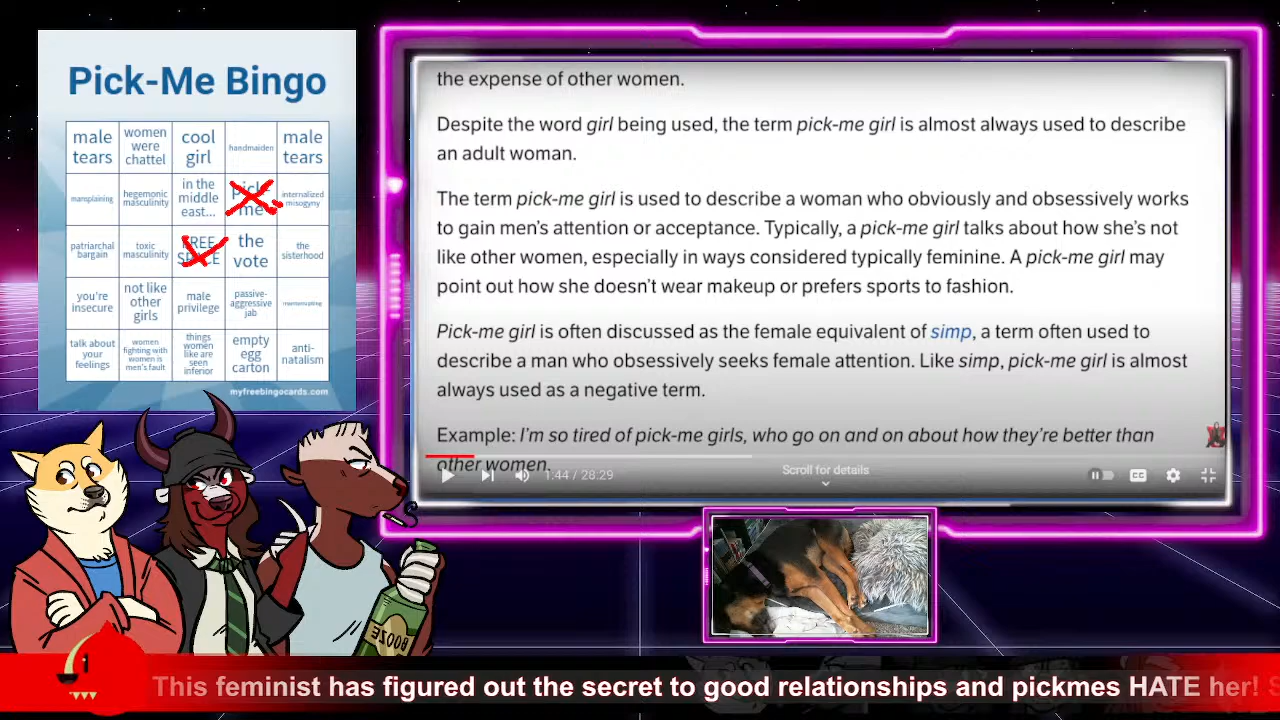 Pick-Me Bingo
male tears
women were chattel
cool girl
handmaiden
male tears
mansplaining
hegemonic masculinity
in the middle east...
pick-me
internalized misogyny
patriarchal bargain
toxic masculinity
FREE SPACE
the vote
the sisterhood
you're insecure
not like other girls
male privilege
passive-aggressive jab
talk about your feelings
women fighting with women is men's fault
things women like are seen inferior
empty egg carton
anti-natalism
myfreebingocards.com
the expense of other women.
Despite the word girl being used, the term pick-me girl is almost always used to describe
an adult woman.
The term pick-me girl is used to describe a woman who obviously and obsessively works
to gain men's attention or acceptance. Typically, a pick-me girl talks about how she's not
like other women, especially in ways considered typically feminine. A pick-me girl may
point out how she doesn't wear makeup or prefers sports to fashion.
Pick-me girl is often discussed as the female equivalent of simp, a term often used to
describe a man who obsessively seeks female attention. Like simp, pick-me girl is almost
always used as a negative term.
Example: I'm so tired of pick-me girls, who go on and on about how they're better than
other women.
1:44 / 28:29
Scroll for details
CC
BOOZE
This feminist has figured out the secret to good relationships and pickmes HATE her! S